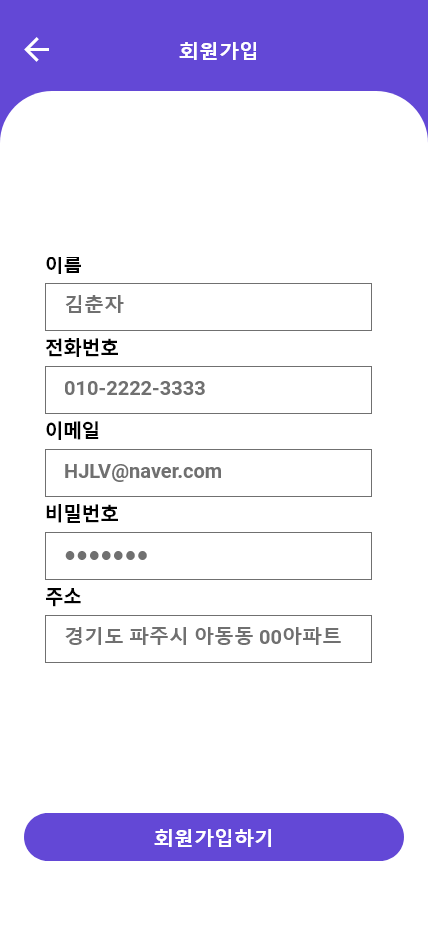 회원가입
이름
김춘자
전화번호
010-2222-3333
이메일
HJLV@naver.com
비밀번호
●●●●●●●
주소
경기도 파주시 아동동 00아파트
회원가입하기